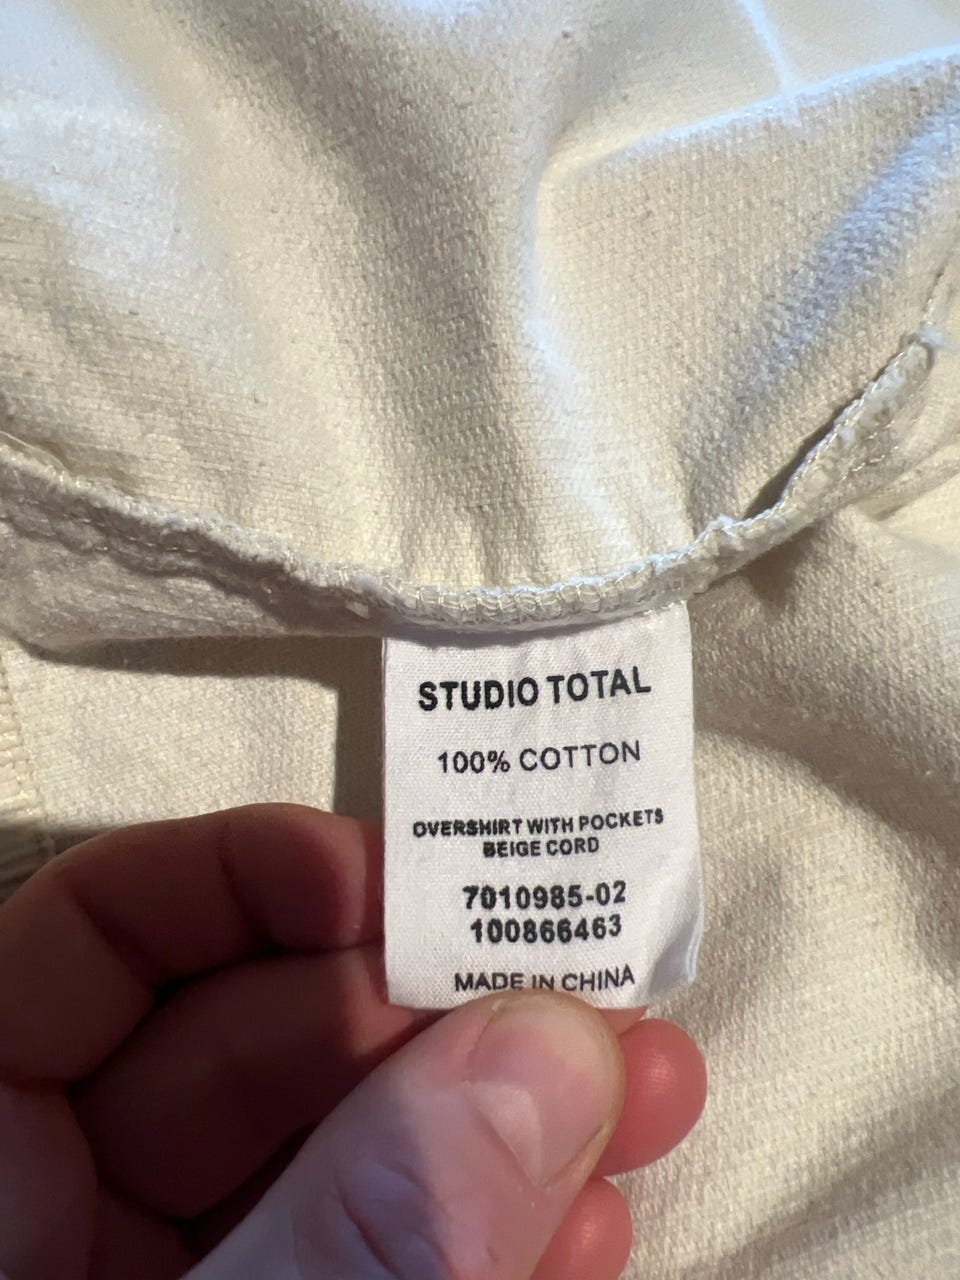 STUDIO TOTAL
100% COTTON
OVERSHIRT WITH POCKETS
BEIGE CORD
7010985-02
100866463
MADE IN CHINA